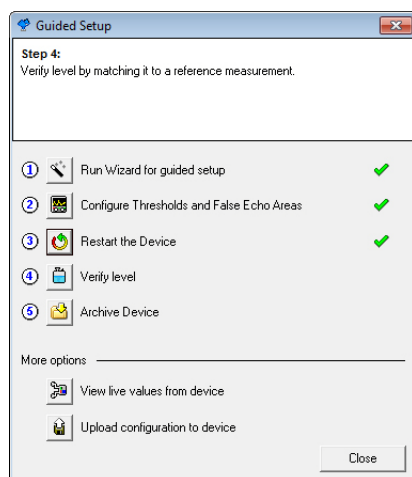 Guided Setup
Step 4:
Verify level by matching it to a reference measurement.
1 Run Wizard for guided setup
2 Configure Thresholds and False Echo Areas
3 Restart the Device
4 Verify level
5 Archive Device
More options
View live values from device
Upload configuration to device
Close